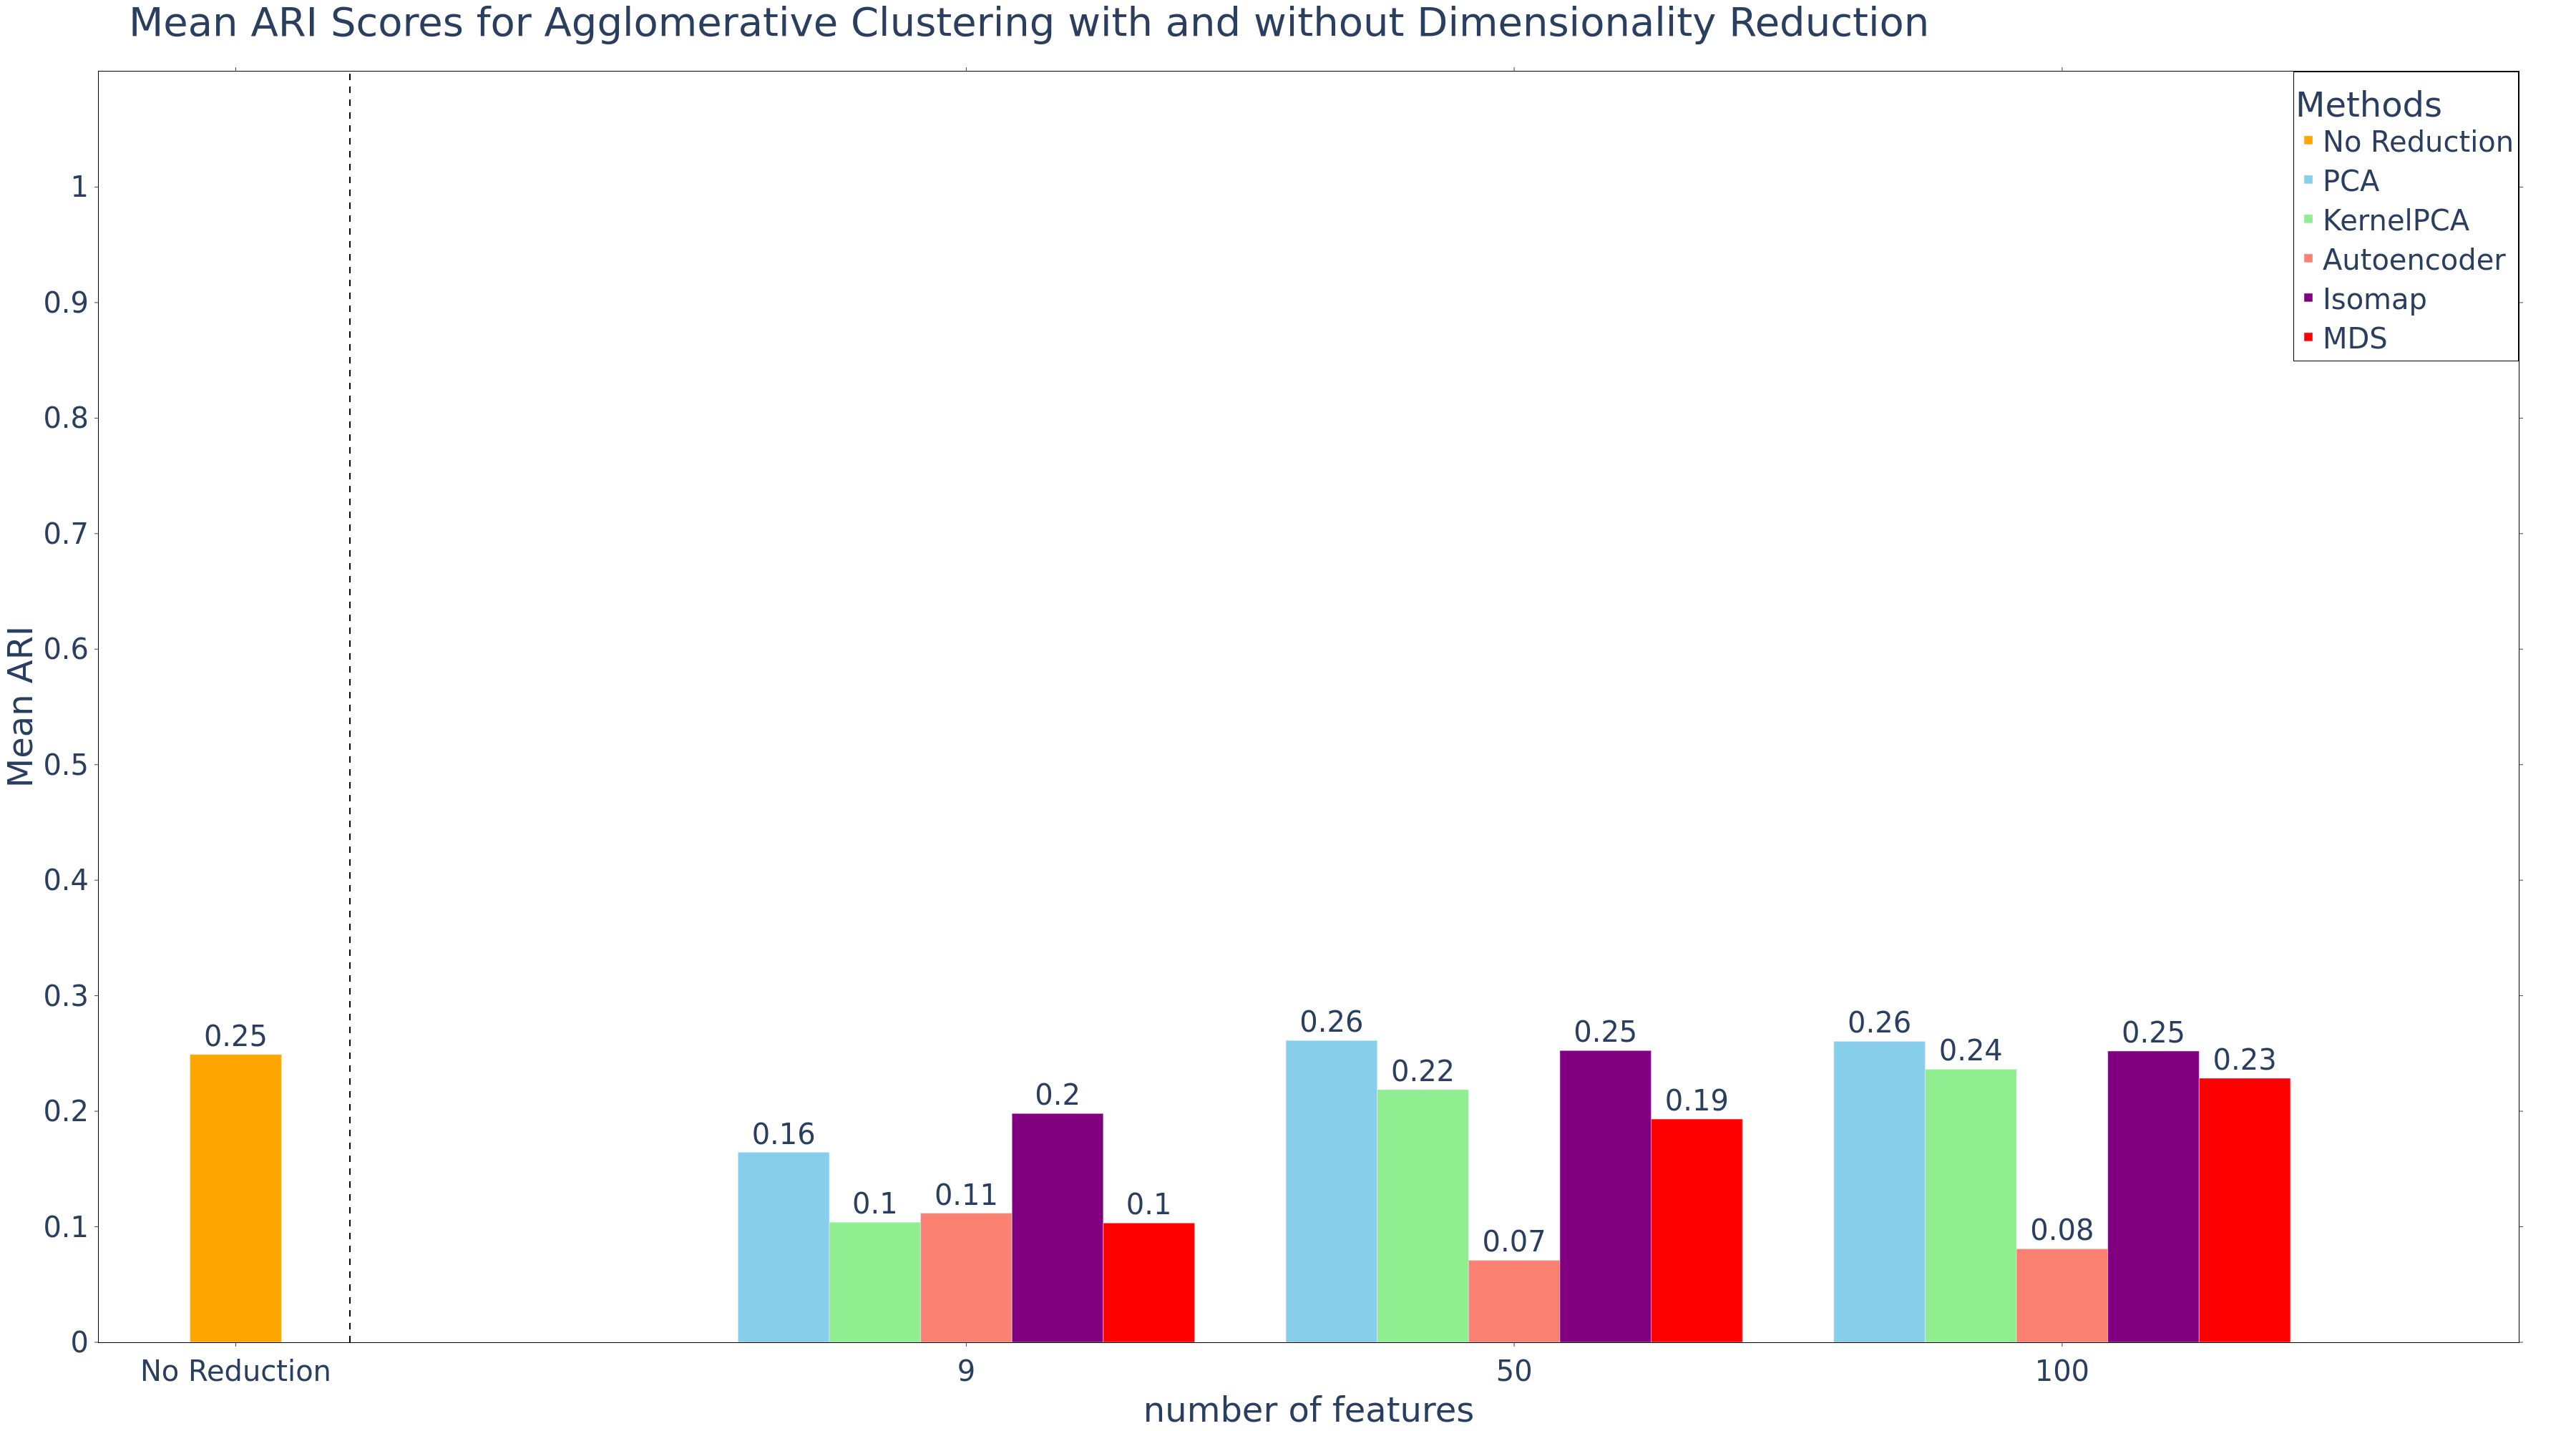 Mean ARI Scores for Agglomerative Clustering with and without Dimensionality Reduction
Methods
No Reduction
PCA
KernelPCA
Autoencoder
Isomap
MDS
Mean ARI
1
0.9
0.8
0.7
0.6
0.5
0.4
0.3
0.2
0.1
0
0.25
0.16
0.1
0.11
0.2
0.1
0.26
0.22
0.07
0.25
0.19
0.26
0.24
0.08
0.25
0.23
No Reduction
9
50
100
number of features